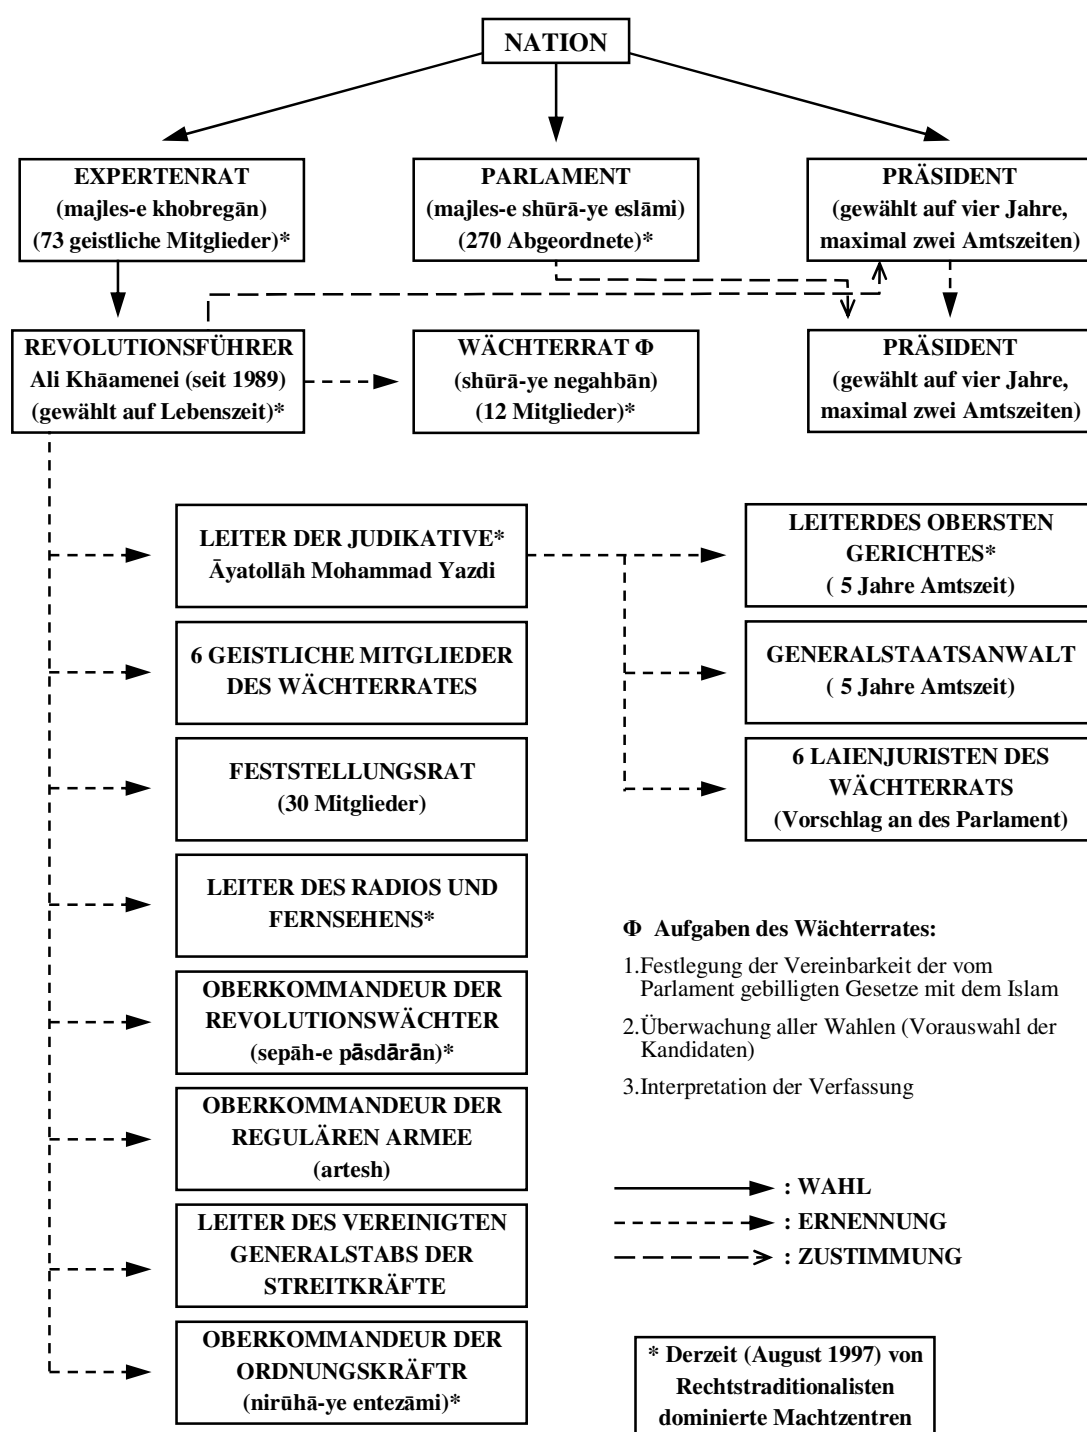 NATION
EXPERTENRAT
(majles-e khobregān)
(73 geistliche Mitglieder)*
PARLAMENT
(majles-e shūrā-ye eslāmi)
(270 Abgeordnete)*
PRÄSIDENT
(gewählt auf vier Jahre,
maximal zwei Amtszeiten)
REVOLUTIONSFÜHRER
Ali Khāamenei (seit 1989)
(gewählt auf Lebenszeit)*
WÄCHTERRAT Φ
(shūrā-ye negahbān)
(12 Mitglieder)*
PRÄSIDENT
(gewählt auf vier Jahre,
maximal zwei Amtszeiten)
LEITER DER JUDIKATIVE*
Āyatollāh Mohammad Yazdi
LEITERDES OBERSTEN
GERICHTES*
( 5 Jahre Amtszeit)
6 GEISTLICHE MITGLIEDER
DES WÄCHTERRATES
GENERALSTAATSANWALT
( 5 Jahre Amtszeit)
FESTSTELLUNGSRAT
(30 Mitglieder)
6 LAIENJURISTEN DES
WÄCHTERRATS
(Vorschlag an des Parlament)
LEITER DES RADIOS UND
FERNSEHENS*
OBERKOMMANDEUR DER
REVOLUTIONSWÄCHTER
(sepāh-e pāsdārān)*
OBERKOMMANDEUR DER
REGULÄREN ARMEE
(artesh)
LEITER DES VEREINIGTEN
GENERALSTABS DER
STREITKRÄFTE
OBERKOMMANDEUR DER
ORDNUNGSKRÄFTR
(nirūhā-ye entezāmi)*
Φ Aufgaben des Wächterrates:
1.Festlegung der Vereinbarkeit der vom
Parlament gebilligten Gesetze mit dem Islam
2.Überwachung aller Wahlen (Vorauswahl der
Kandidaten)
3.Interpretation der Verfassung
: WAHL
: ERNENNUNG
: ZUSTIMMUNG
* Derzeit (August 1997) von
Rechtstraditionalisten
dominierte Machtzentren